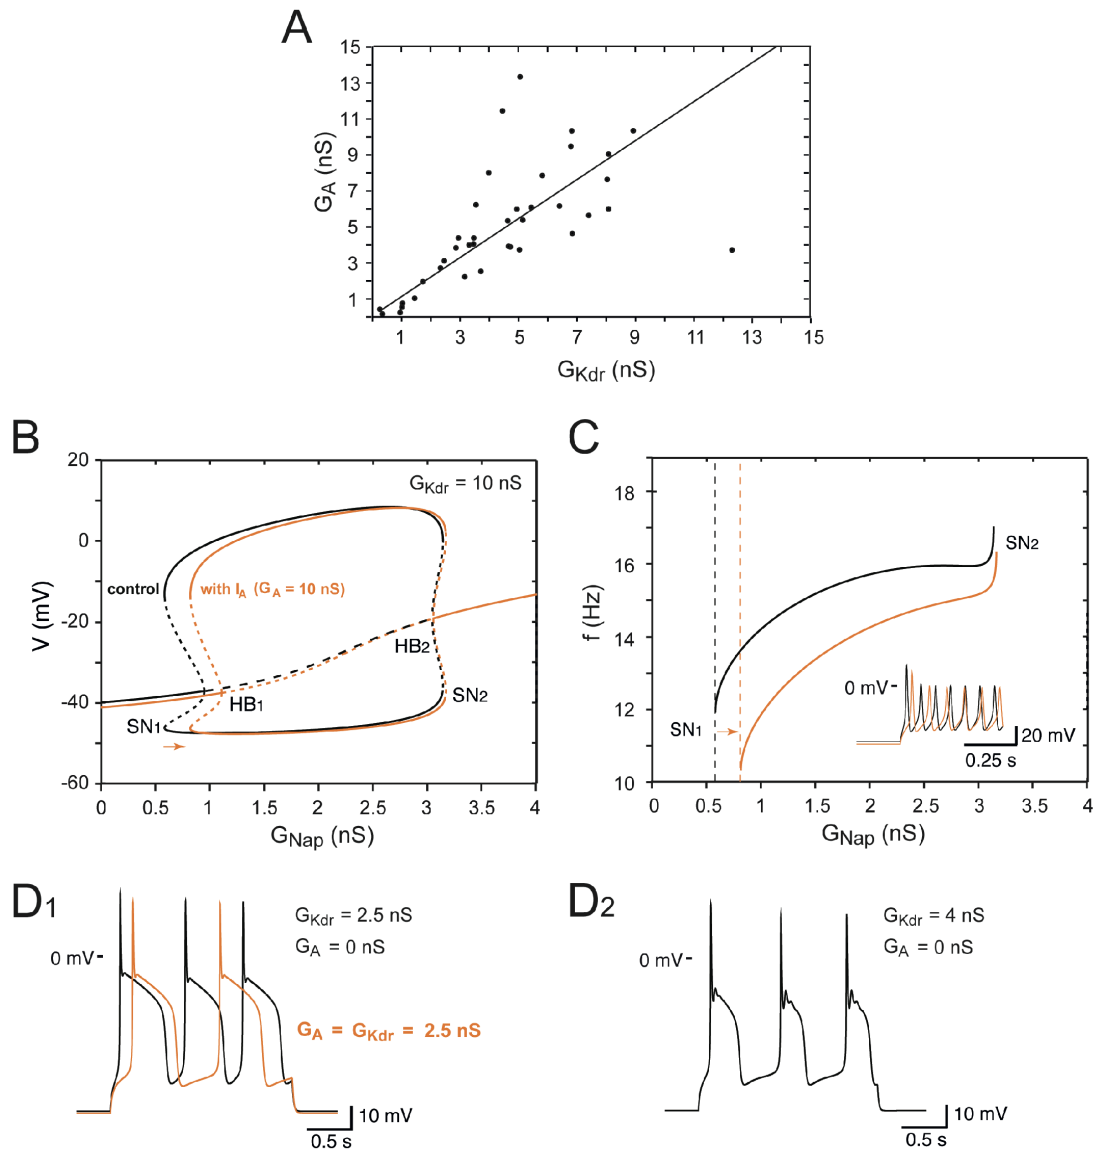 A
15
13
11
9
7
5
3
1
GA (nS)
1 3 5 7 9 11 13 15
GKdr (nS)
B
20
0
-20
-40
-60
V (mV)
GKdr = 10 nS
control
with IA (GA = 10 nS)
HB2
HB1
SN1
SN2
0 0.5 1 1.5 2 2.5 3 3.5 4
GNap (nS)
C
18
16
14
12
10
f (Hz)
SN2
SN1
0 mV-
20 mV
0.25 s
0 0.5 1 1.5 2 2.5 3 3.5 4
GNap (nS)
D1
GKdr = 2.5 nS
GA = 0 nS
0 mV-
GA = GKdr = 2.5 nS
10 mV
0.5 s
D2
GKdr = 4 nS
GA = 0 nS
0 mV-
10 mV
0.5 s